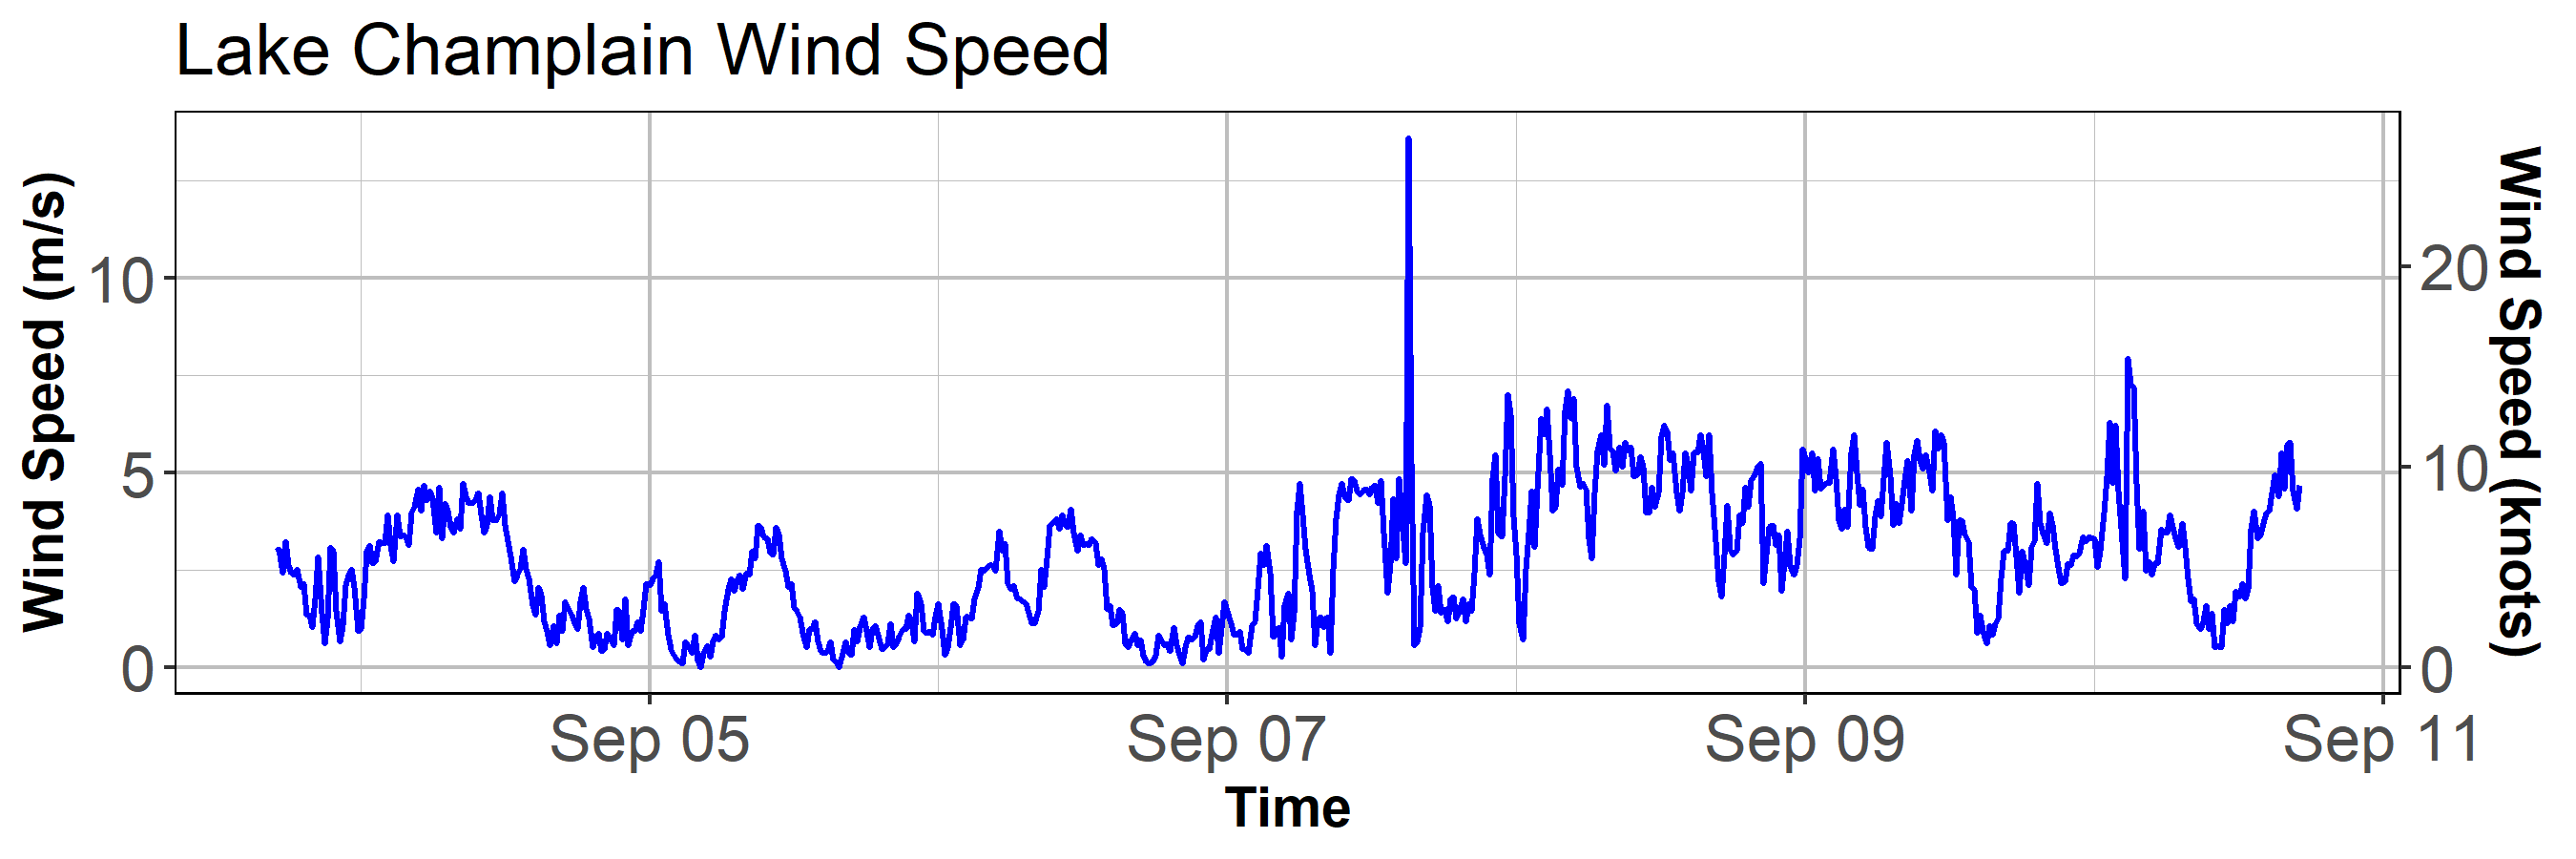 Lake Champlain Wind Speed
Wind Speed (m/s)
10
5
0
20
10
0
Wind Speed (knots)
Sep 05 Sep 07 Sep 09 Sep 11
Time